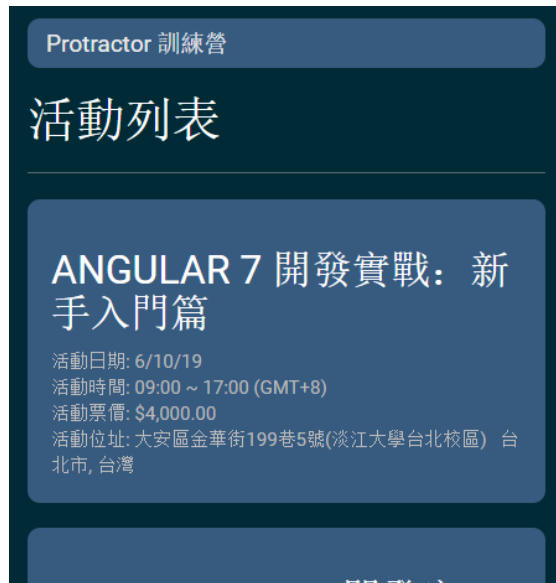 Protractor 訓練營
活動列表
ANGULAR 7 開發實戰：新
手入門篇
活動日期: 6/10/19
活動時間: 09:00 ~ 17:00 (GMT+8)
活動票價: $4,000.00
活動位址: 大安區金華街199巷5號(淡江大學台北校區) 台
北市, 台灣